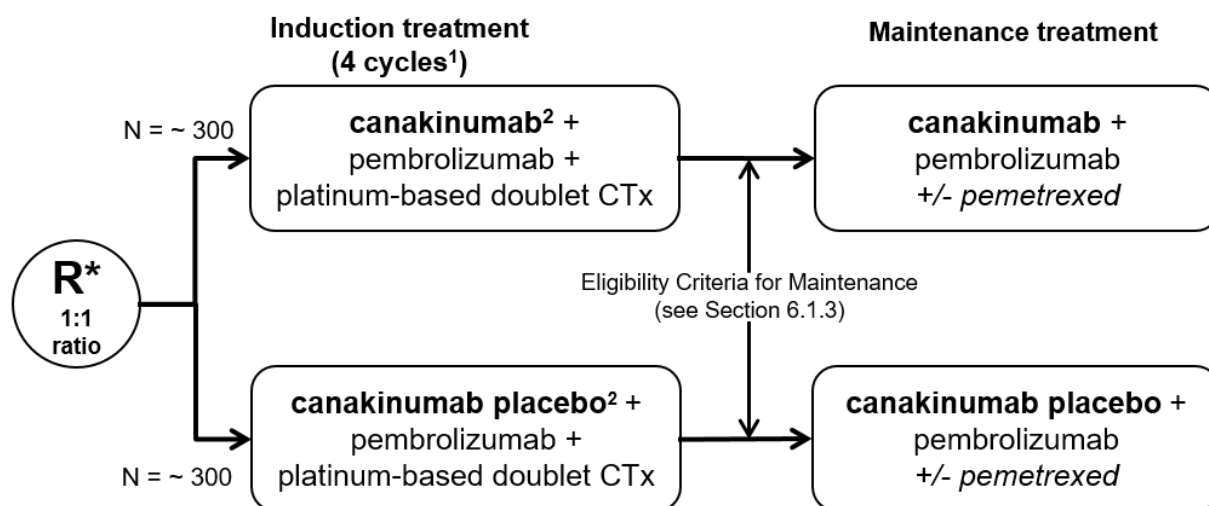 Induction treatment
(4 cycles¹)
Maintenance treatment
N = ~ 300
canakinumab² +
pembrolizumab +
platinum-based doublet CTx
canakinumab +
pembrolizumab
+/- pemetrexed
R*
1:1
ratio
Eligibility Criteria for Maintenance
(see Section 6.1.3)
N = ~ 300
canakinumab placebo² +
pembrolizumab +
platinum-based doublet CTx
canakinumab placebo +
pembrolizumab
+/- pemetrexed